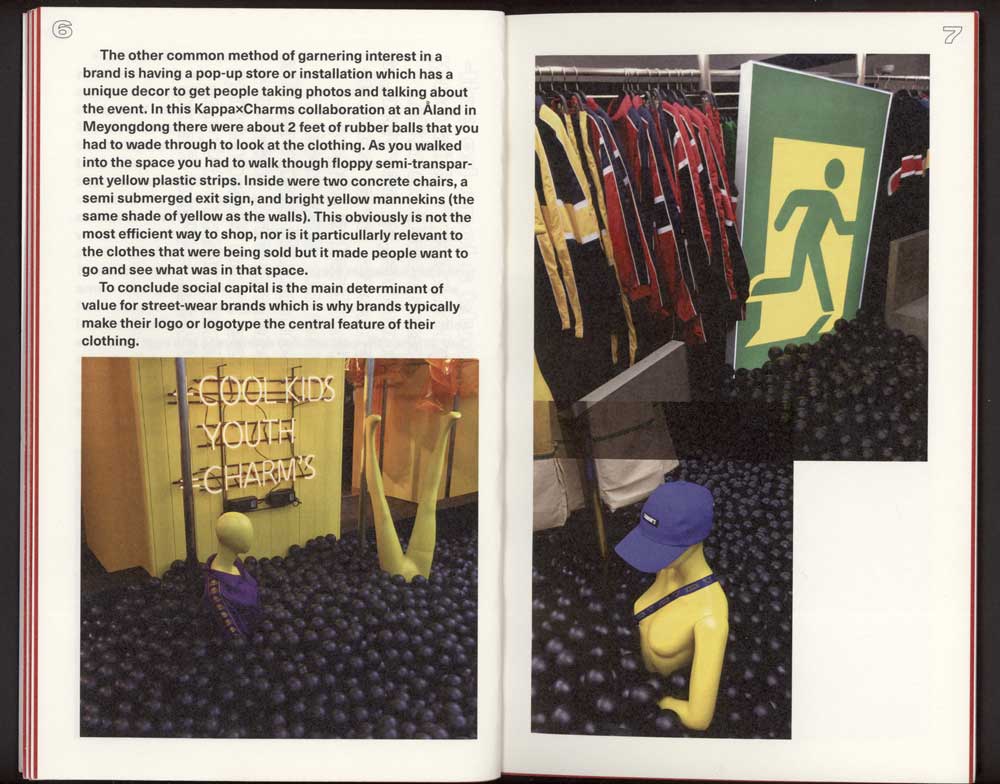 6
The other common method of garnering interest in a
brand is having a pop-up store or installation which has a
unique decor to get people taking photos and talking about
the event. In this Kappa×Charms collaboration at an Åland in
Meyongdong there were about 2 feet of rubber balls that you
had to wade through to look at the clothing. As you walked
into the space you had to walk though floppy semi-transpar-
ent yellow plastic strips. Inside were two concrete chairs, a
semi submerged exit sign, and bright yellow mannekins (the
same shade of yellow as the walls). This obviously is not the
most efficient way to shop, nor is it particullarly relevant to
the clothes that were being sold but it made people want to
go and see what was in that space.
To conclude social capital is the main determinant of
value for street-wear brands which is why brands typically
make their logo or logotype the central feature of their
clothing.
COOL KIDS
YOUTH
CHARM'S
7